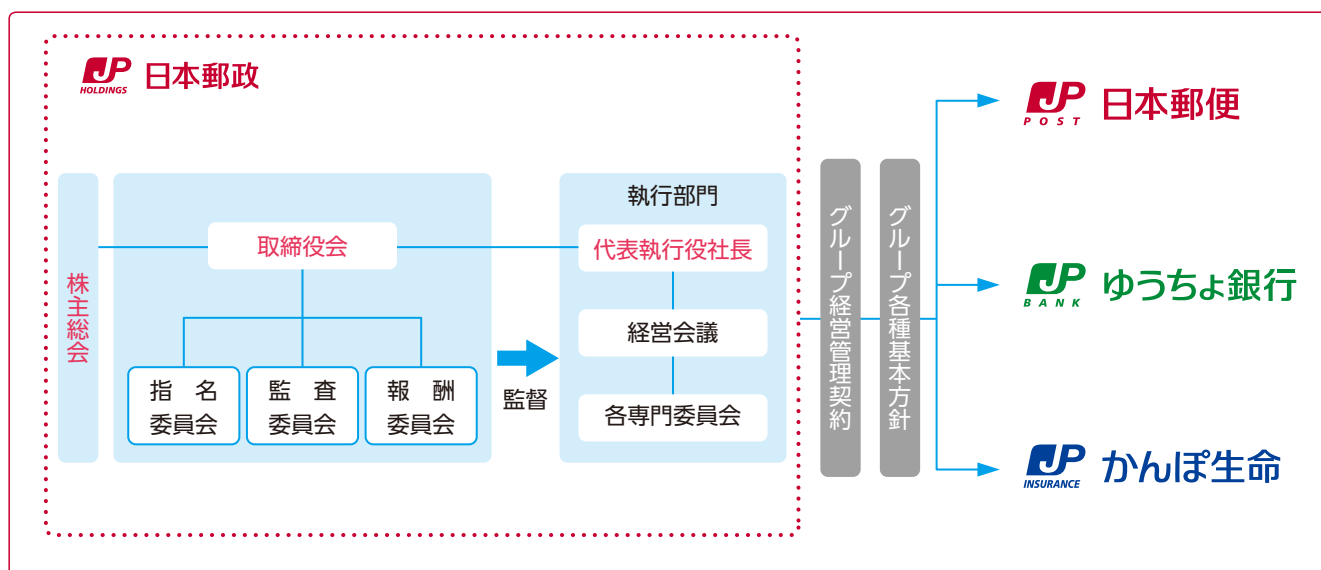 JP
HOLDINGS
日本郵政
株主総会
取締役会
指　名
委員会
監　査
委員会
報　酬
委員会
監督
執行部門
代表執行役社長
経営会議
各専門委員会
グループ経営管理契約
グループ各種基本方針
JP
POST
日本郵便
JP
BANK
ゆうちょ銀行
JP
INSURANCE
かんぽ生命